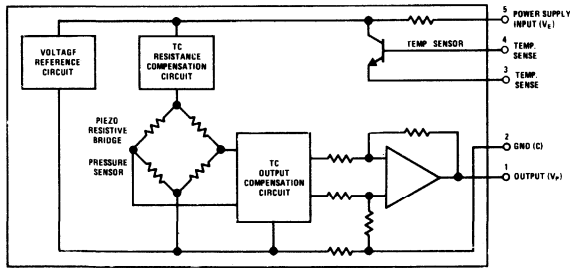 VOLTAGF
REFERENCE
CIRCUIT
TC
RESISTANCE
COMPENSATION
CIRCUIT
TEMP SENSOR
5
POWER SUPPLY
INPUT (VE)
4
TEMP.
SENSE
3
TEMP.
SENSE
PIEZO
RESISTIVE
BRIDGE
PRESSURE
SENSOR
TC
OUTPUT
COMPENSATION
CIRCUIT
2
GND (C)
1
OUTPUT (VP)